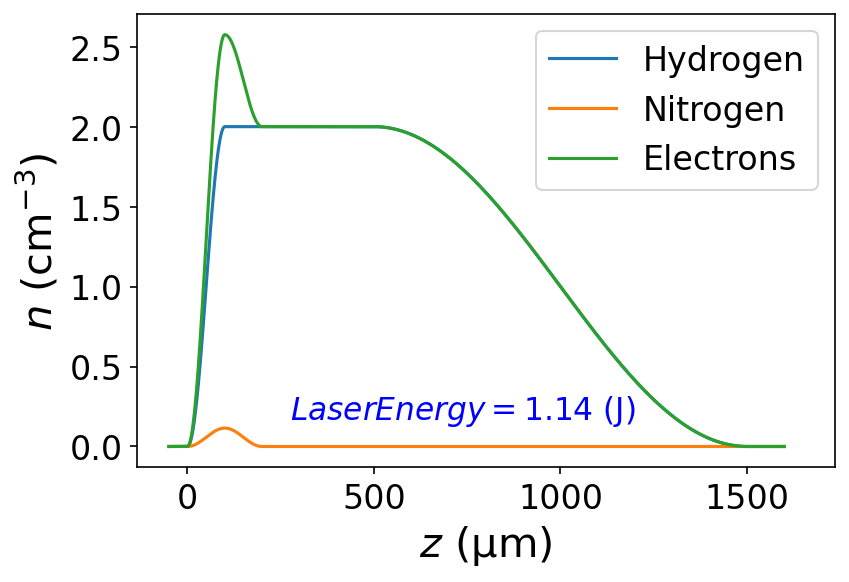 2.5
2.0
1.5
1.0
0.5
0.0
n (cm⁻³)
Hydrogen
Nitrogen
Electrons
LaserEnergy = 1.14 (J)
0
500
1000
1500
z (μm)